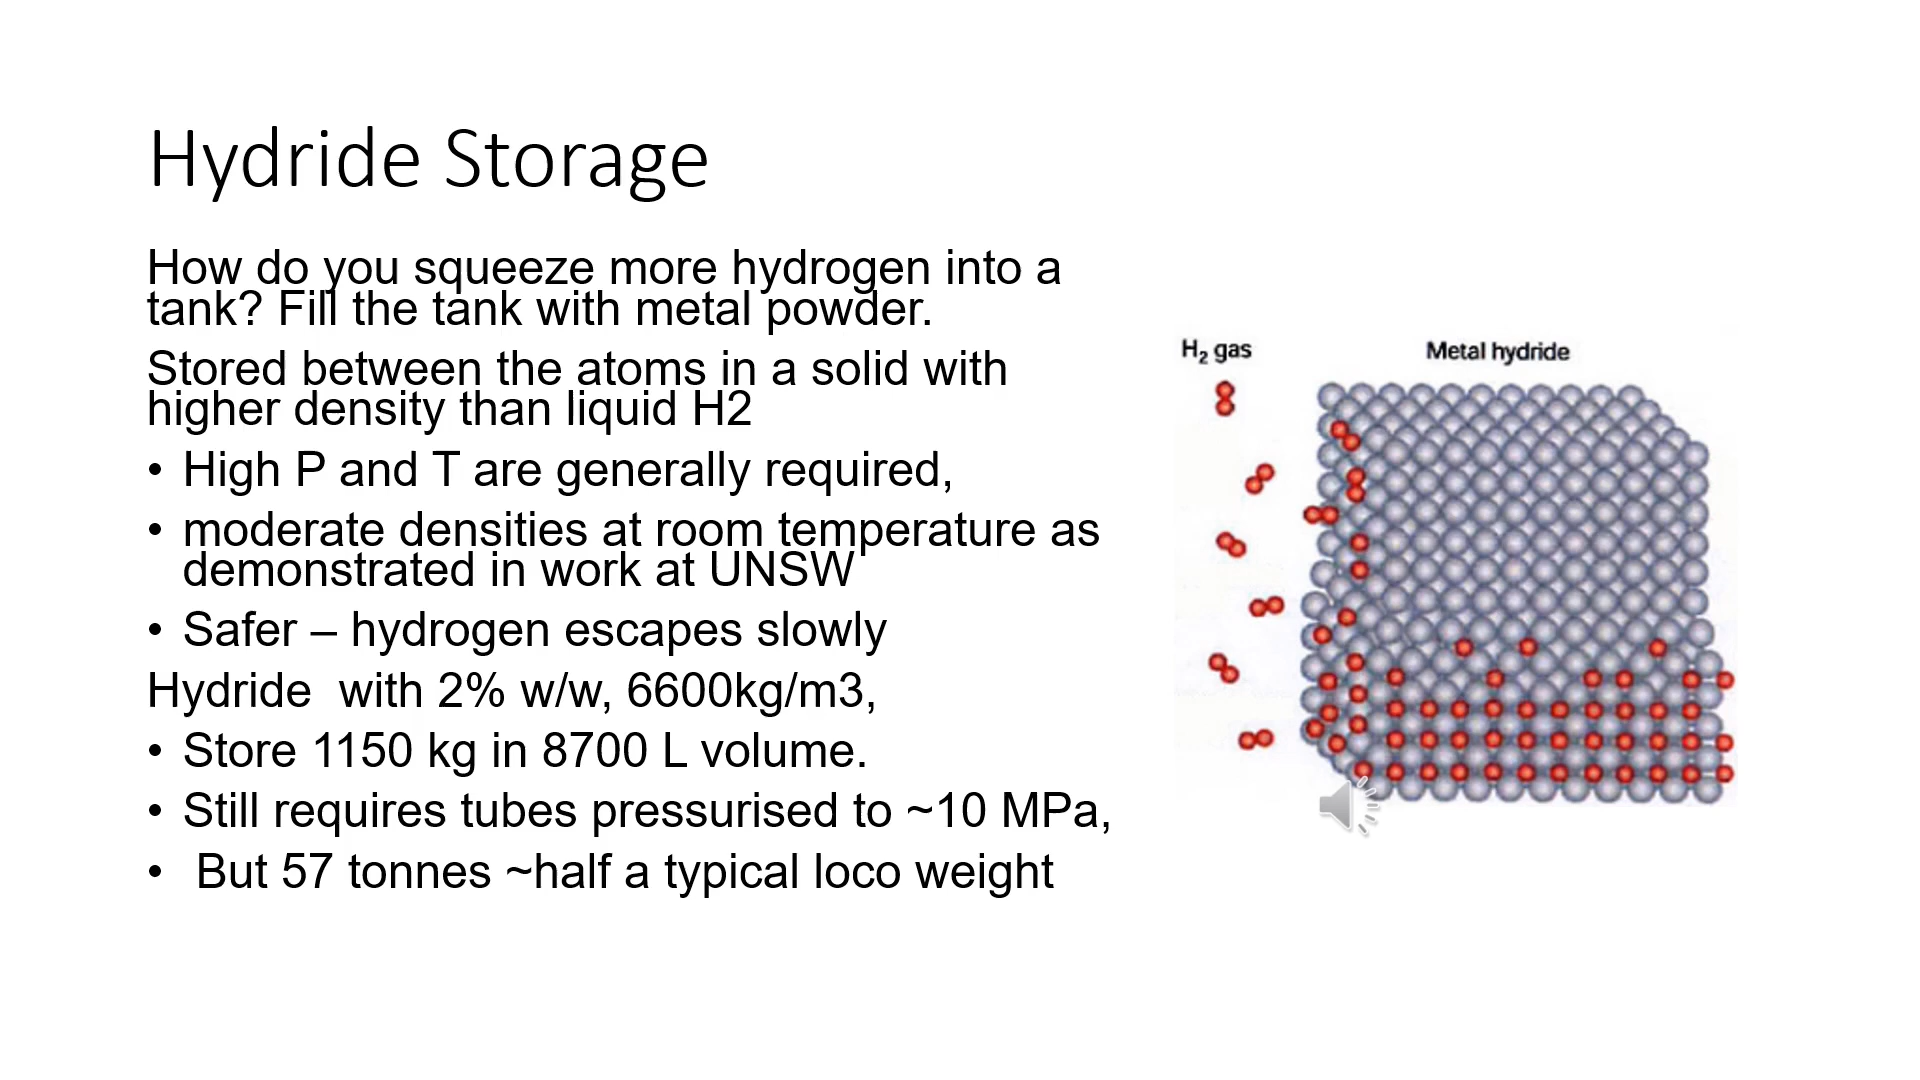 Hydride Storage
How do you squeeze more hydrogen into a
tank? Fill the tank with metal powder.
Stored between the atoms in a solid with
higher density than liquid H2
• High P and T are generally required,
• moderate densities at room temperature as
demonstrated in work at UNSW
• Safer – hydrogen escapes slowly
Hydride  with 2% w/w, 6600kg/m3,
• Store 1150 kg in 8700 L volume.
• Still requires tubes pressurised to ~10 MPa,
• But 57 tonnes ~half a typical loco weight
H₂ gas
Metal hydride